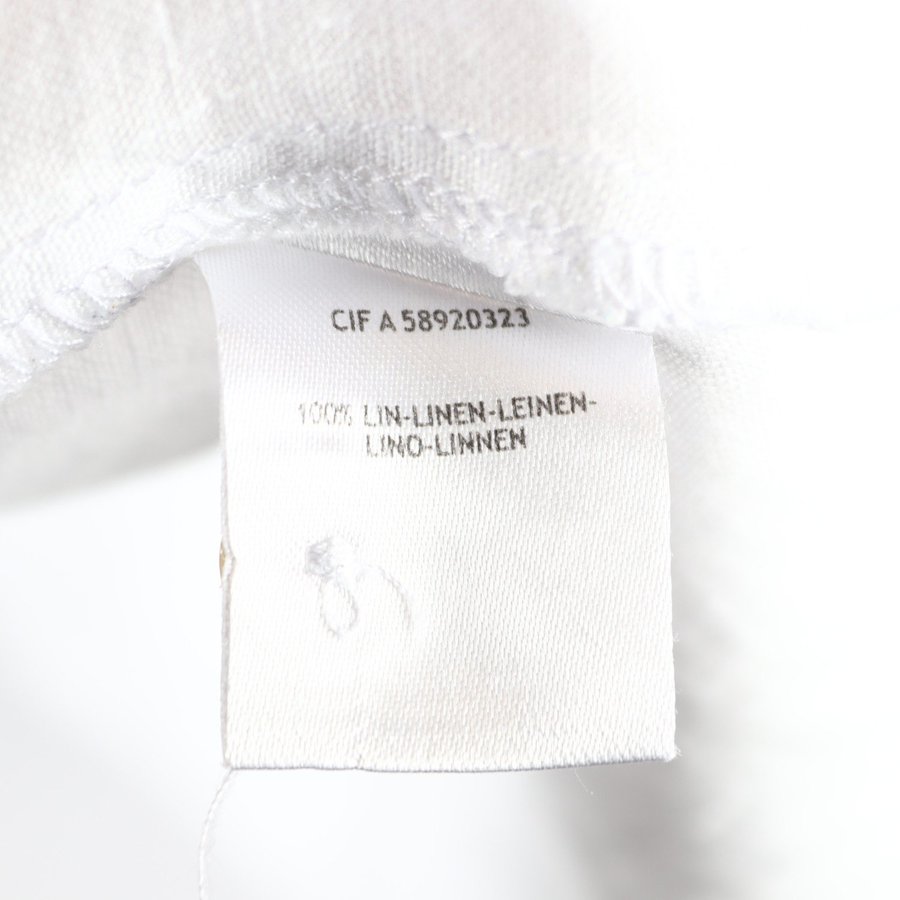 CIF A 58920323
100% LIN-LINEN-LEINEN-
LINO-LINNEN